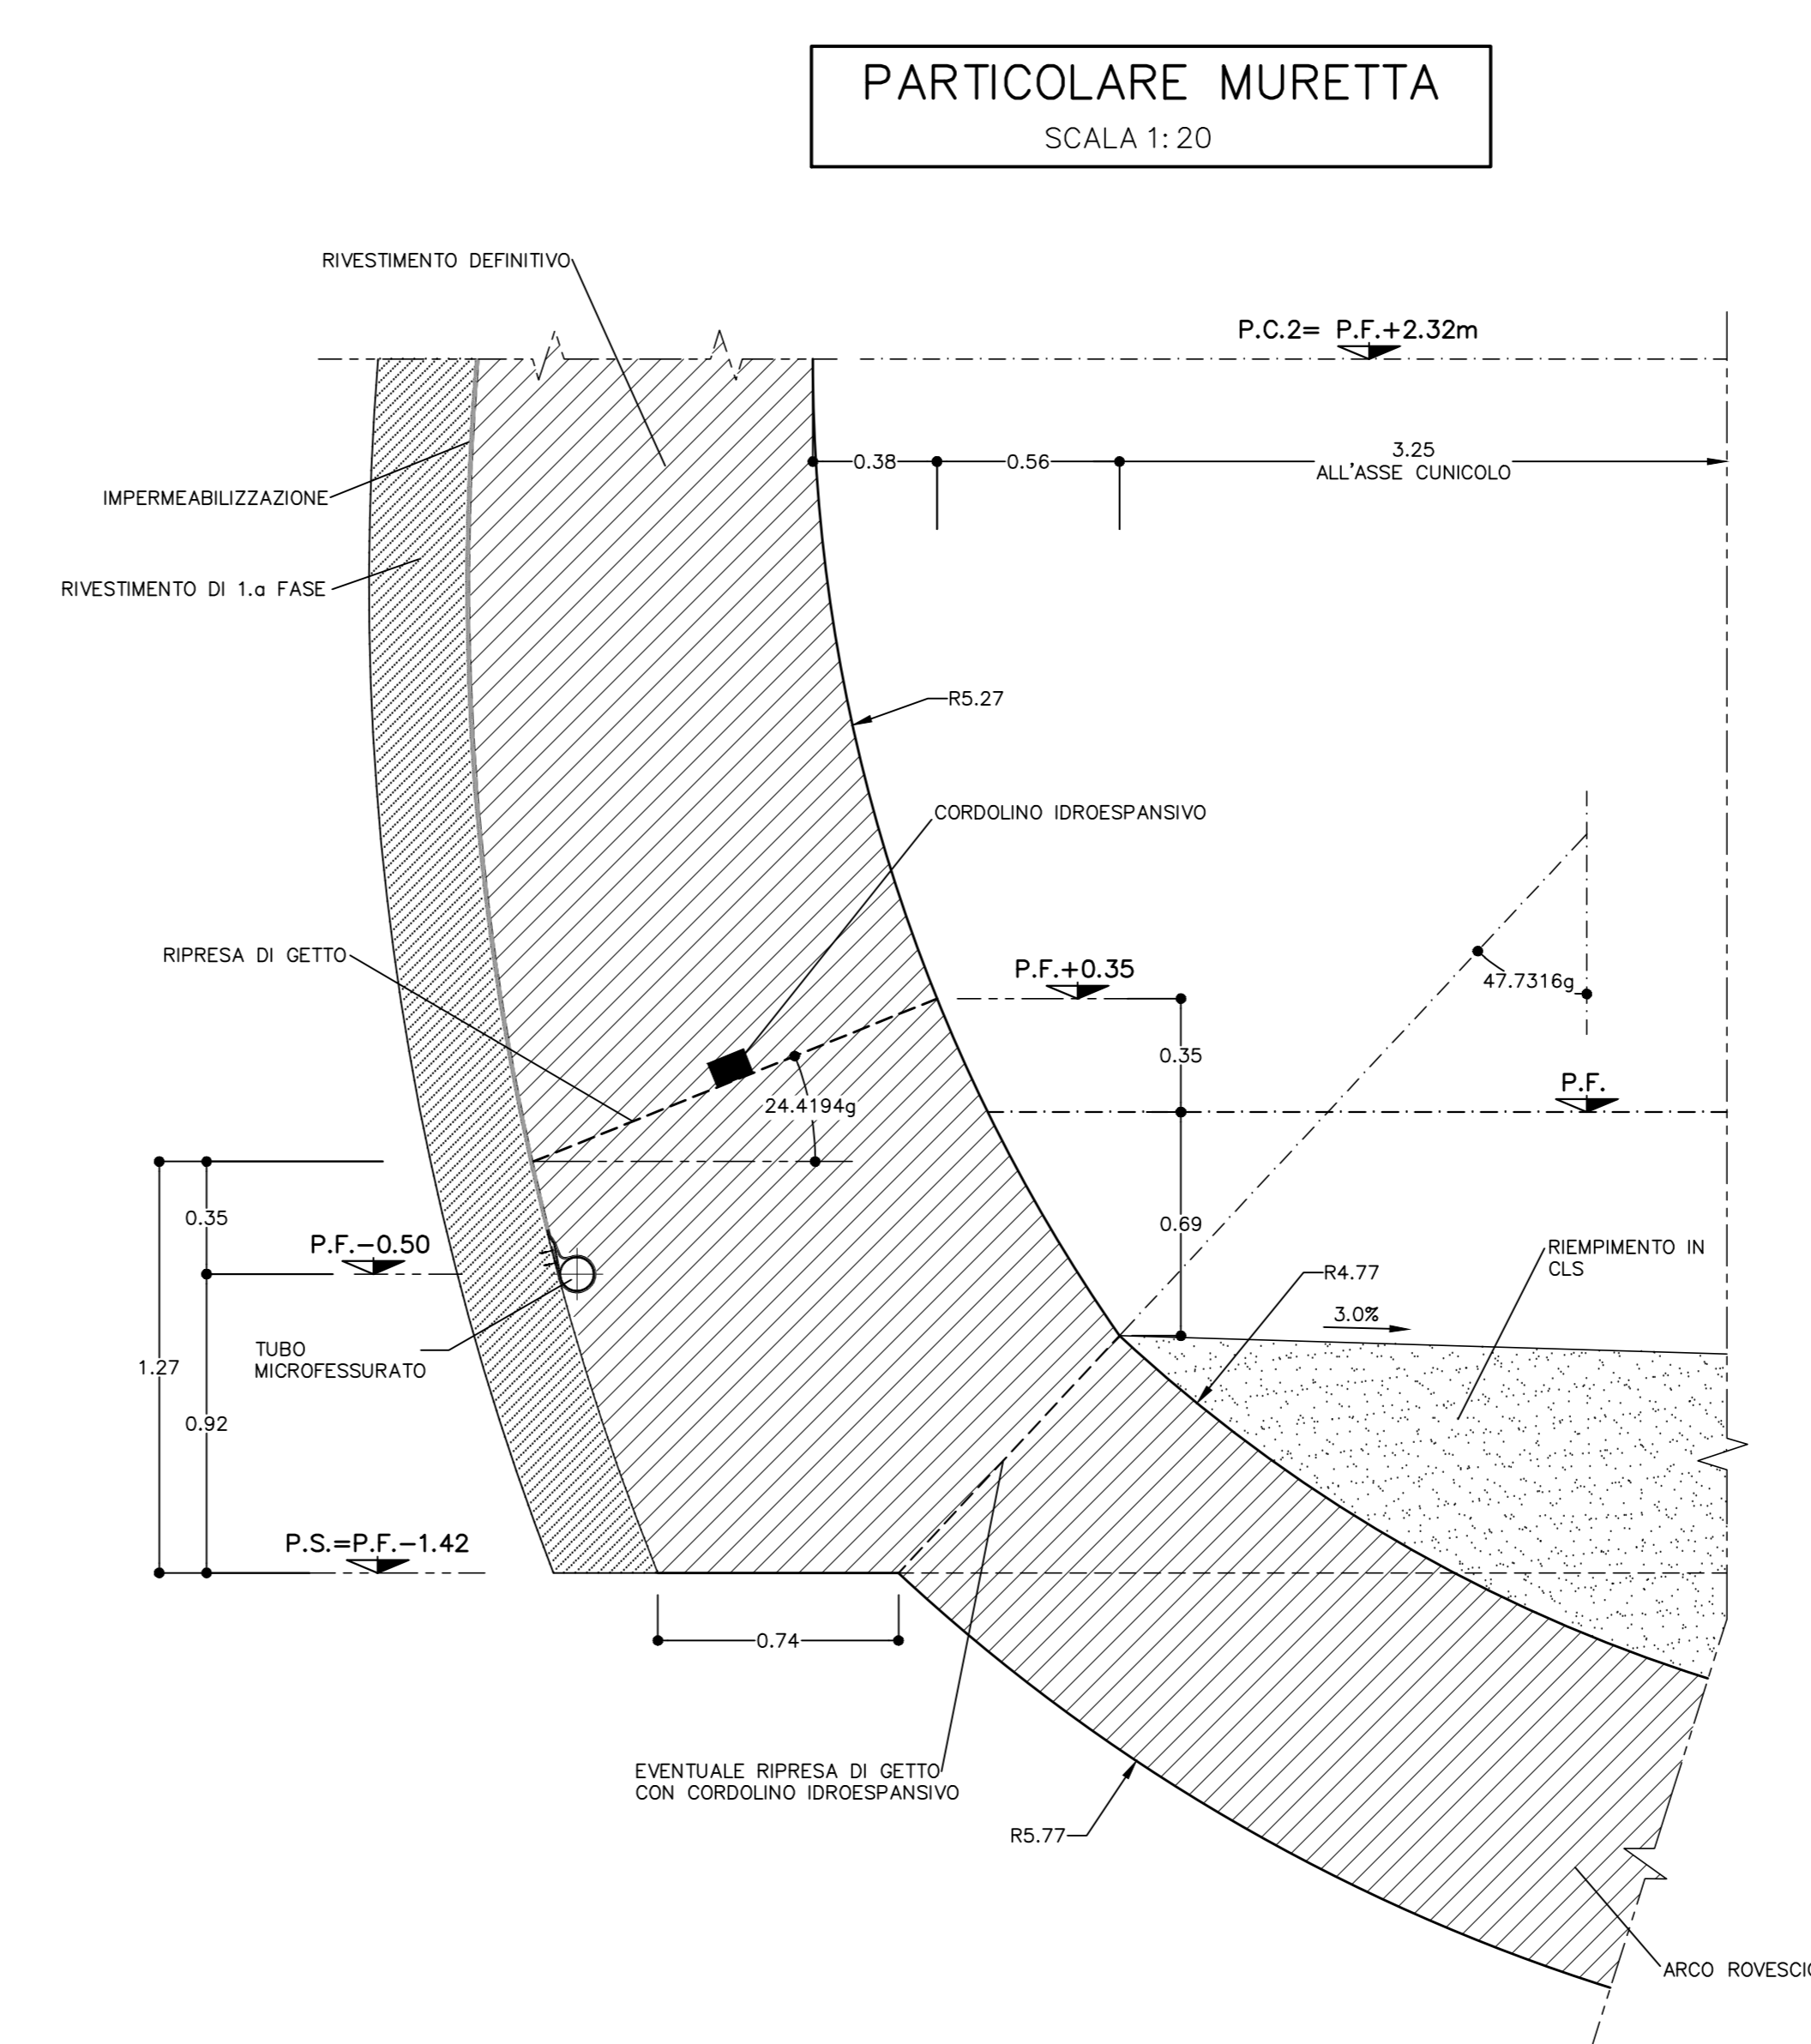 PARTICOLARE MURETTA
SCALA 1:20
RIVESTIMENTO DEFINITIVO
P.C.2= P.F.+2.32m
0.38
0.56
3.25
ALL'ASSE CUNICOLO
IMPERMEABILIZZAZIONE
RIVESTIMENTO DI 1.a FASE
R5.27
CORDOLINO IDROESPANSIVO
RIPRESA DI GETTO
P.F.+0.35
47.7316g
0.35
24.4194g
P.F.
0.35
P.F.-0.50
0.69
RIEMPIMENTO IN
CLS
R4.77
3.0%
TUBO
MICROFESSURATO
1.27
0.92
P.S.=P.F.-1.42
0.74
EVENTUALE RIPRESA DI GETTO
CON CORDOLINO IDROESPANSIVO
R5.77
ARCO ROVESCIO